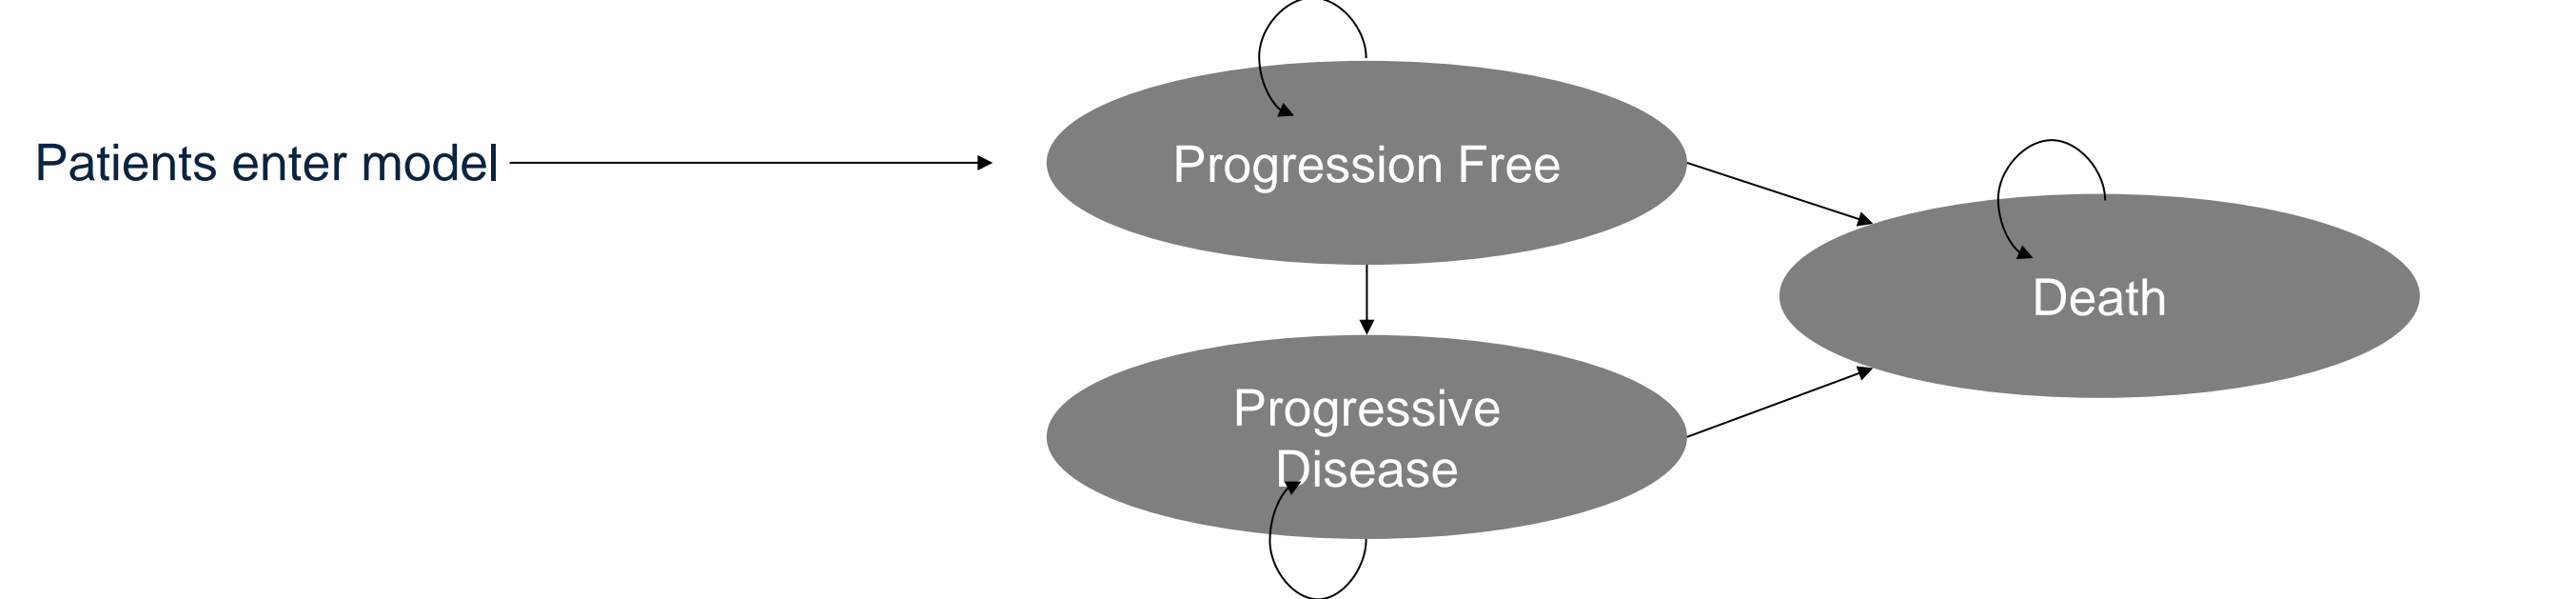 Patients enter model
Progression Free
Death
Progressive
Disease